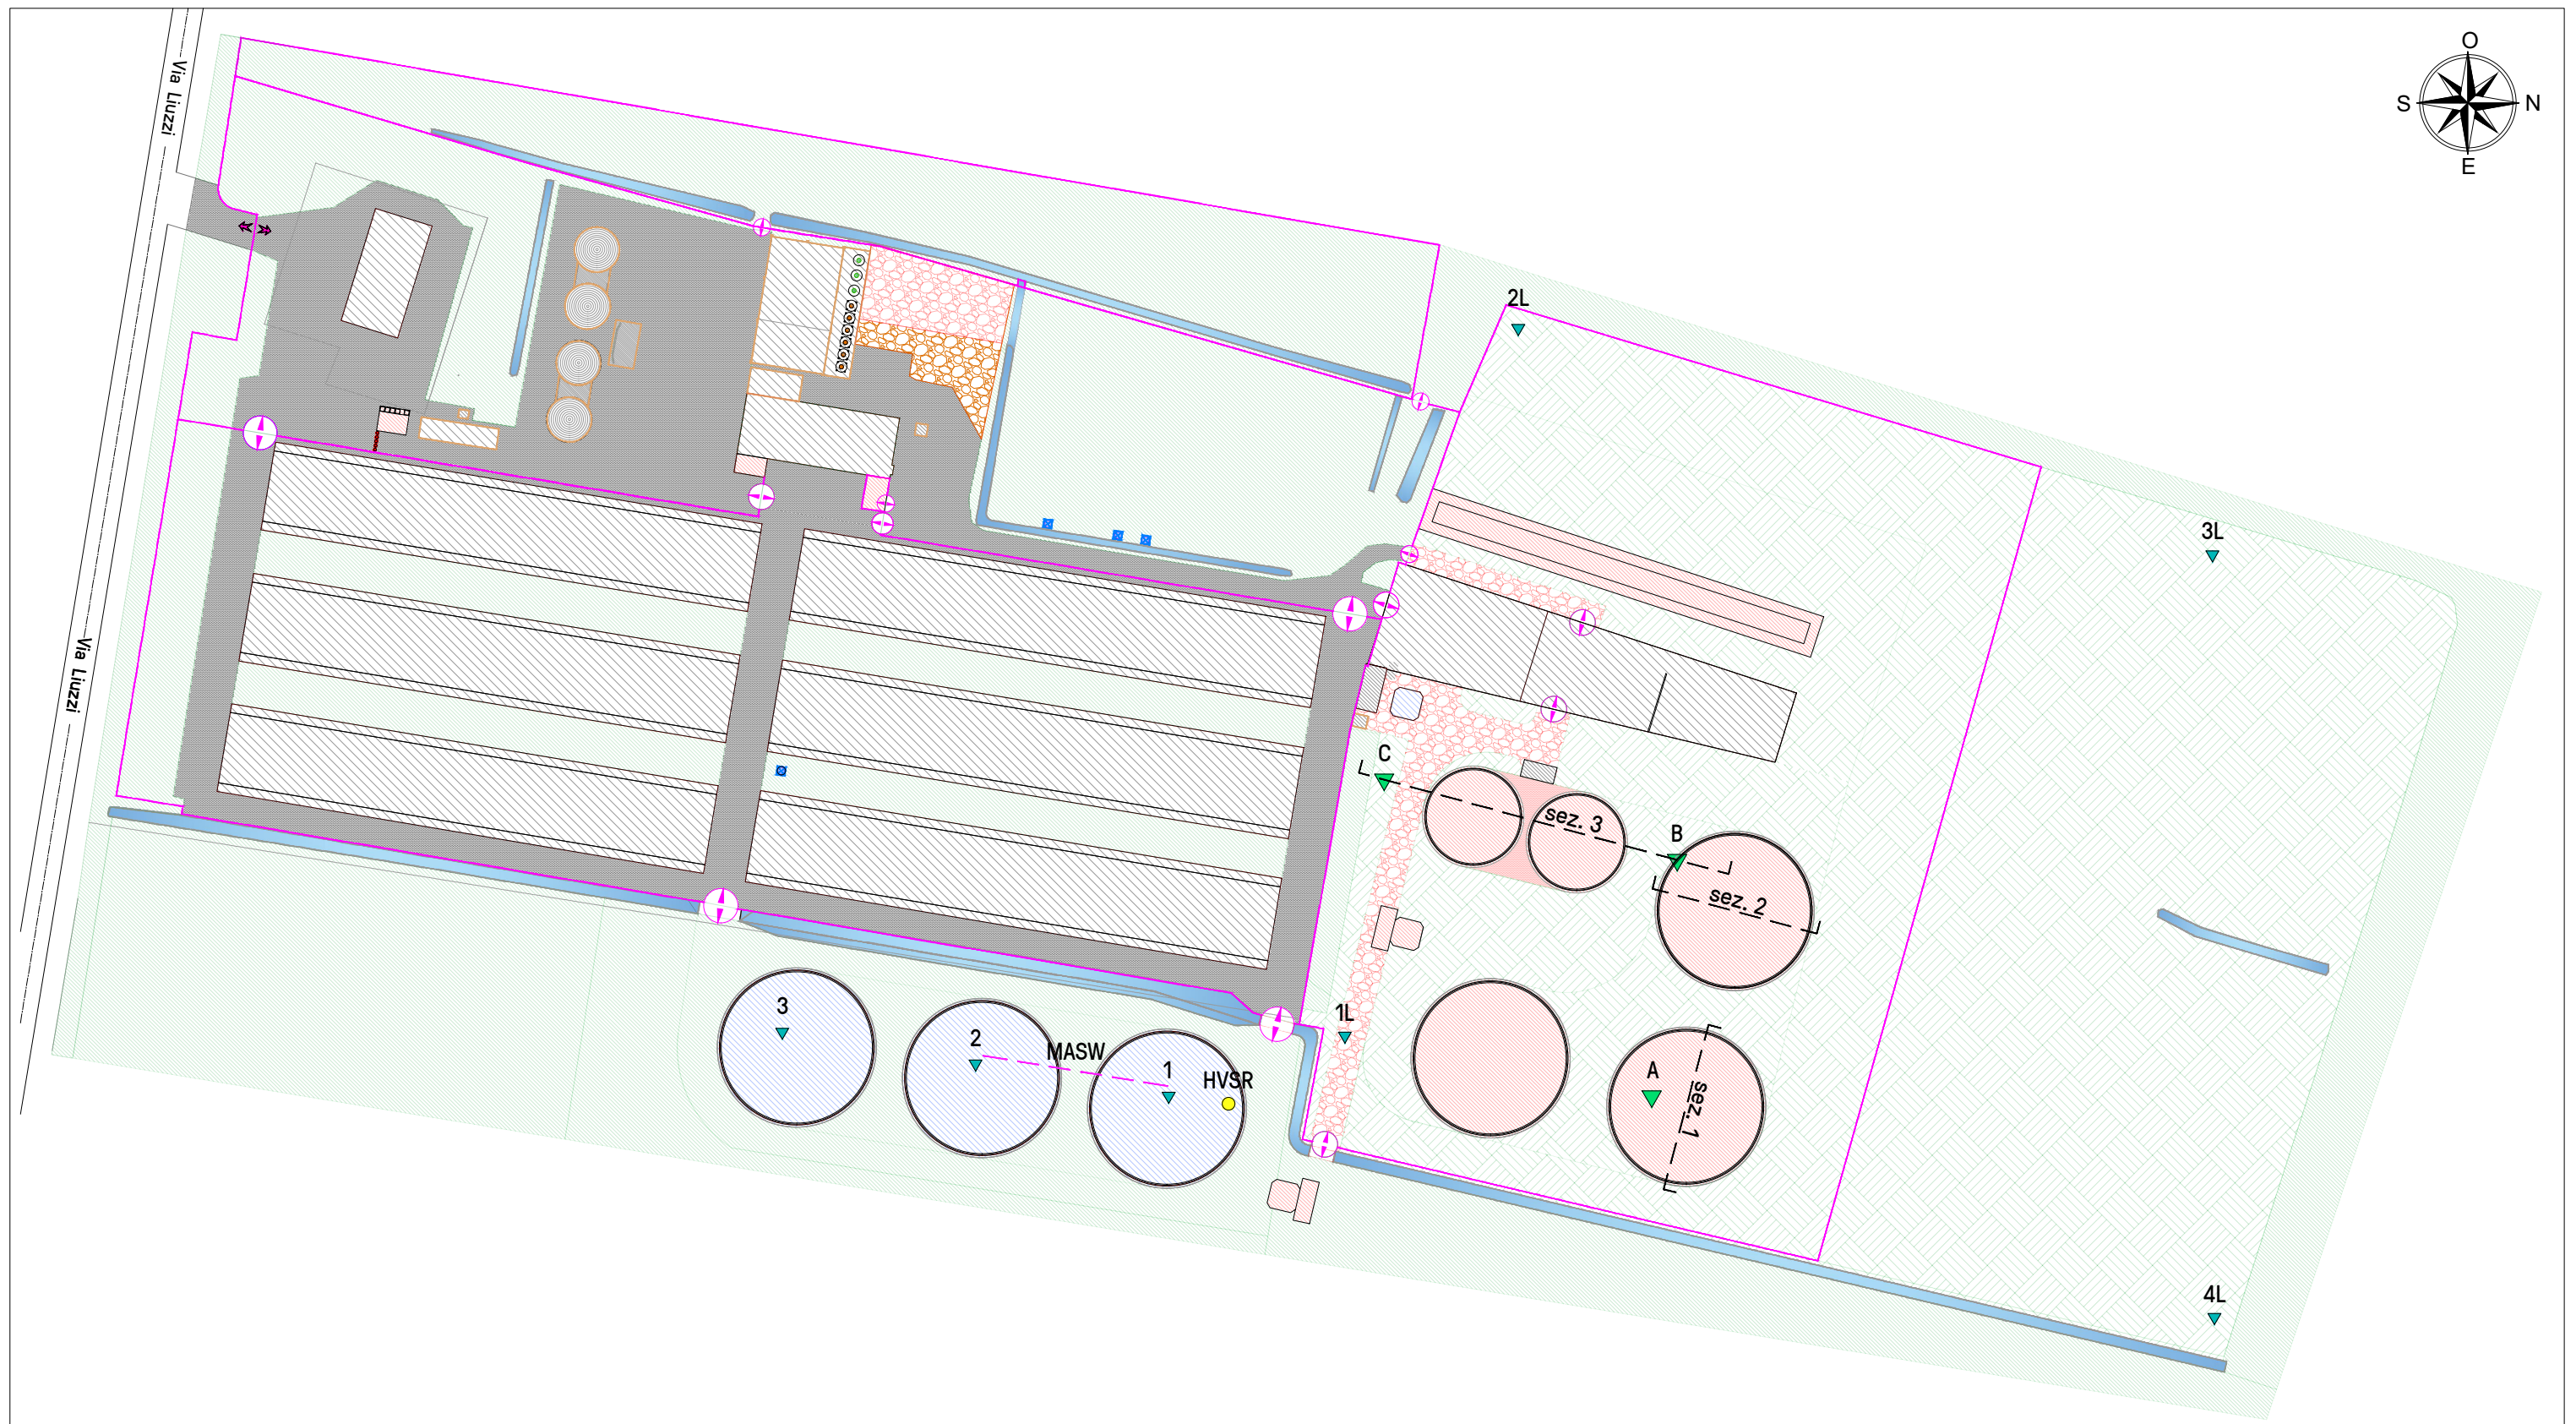 O
S
N
E
Via Liuzzi
2L
3L
Via Liuzzi
C
sez. 3
B
sez. 2
3
1L
2
MASW
1
HVSR
A
sez. 1
4L